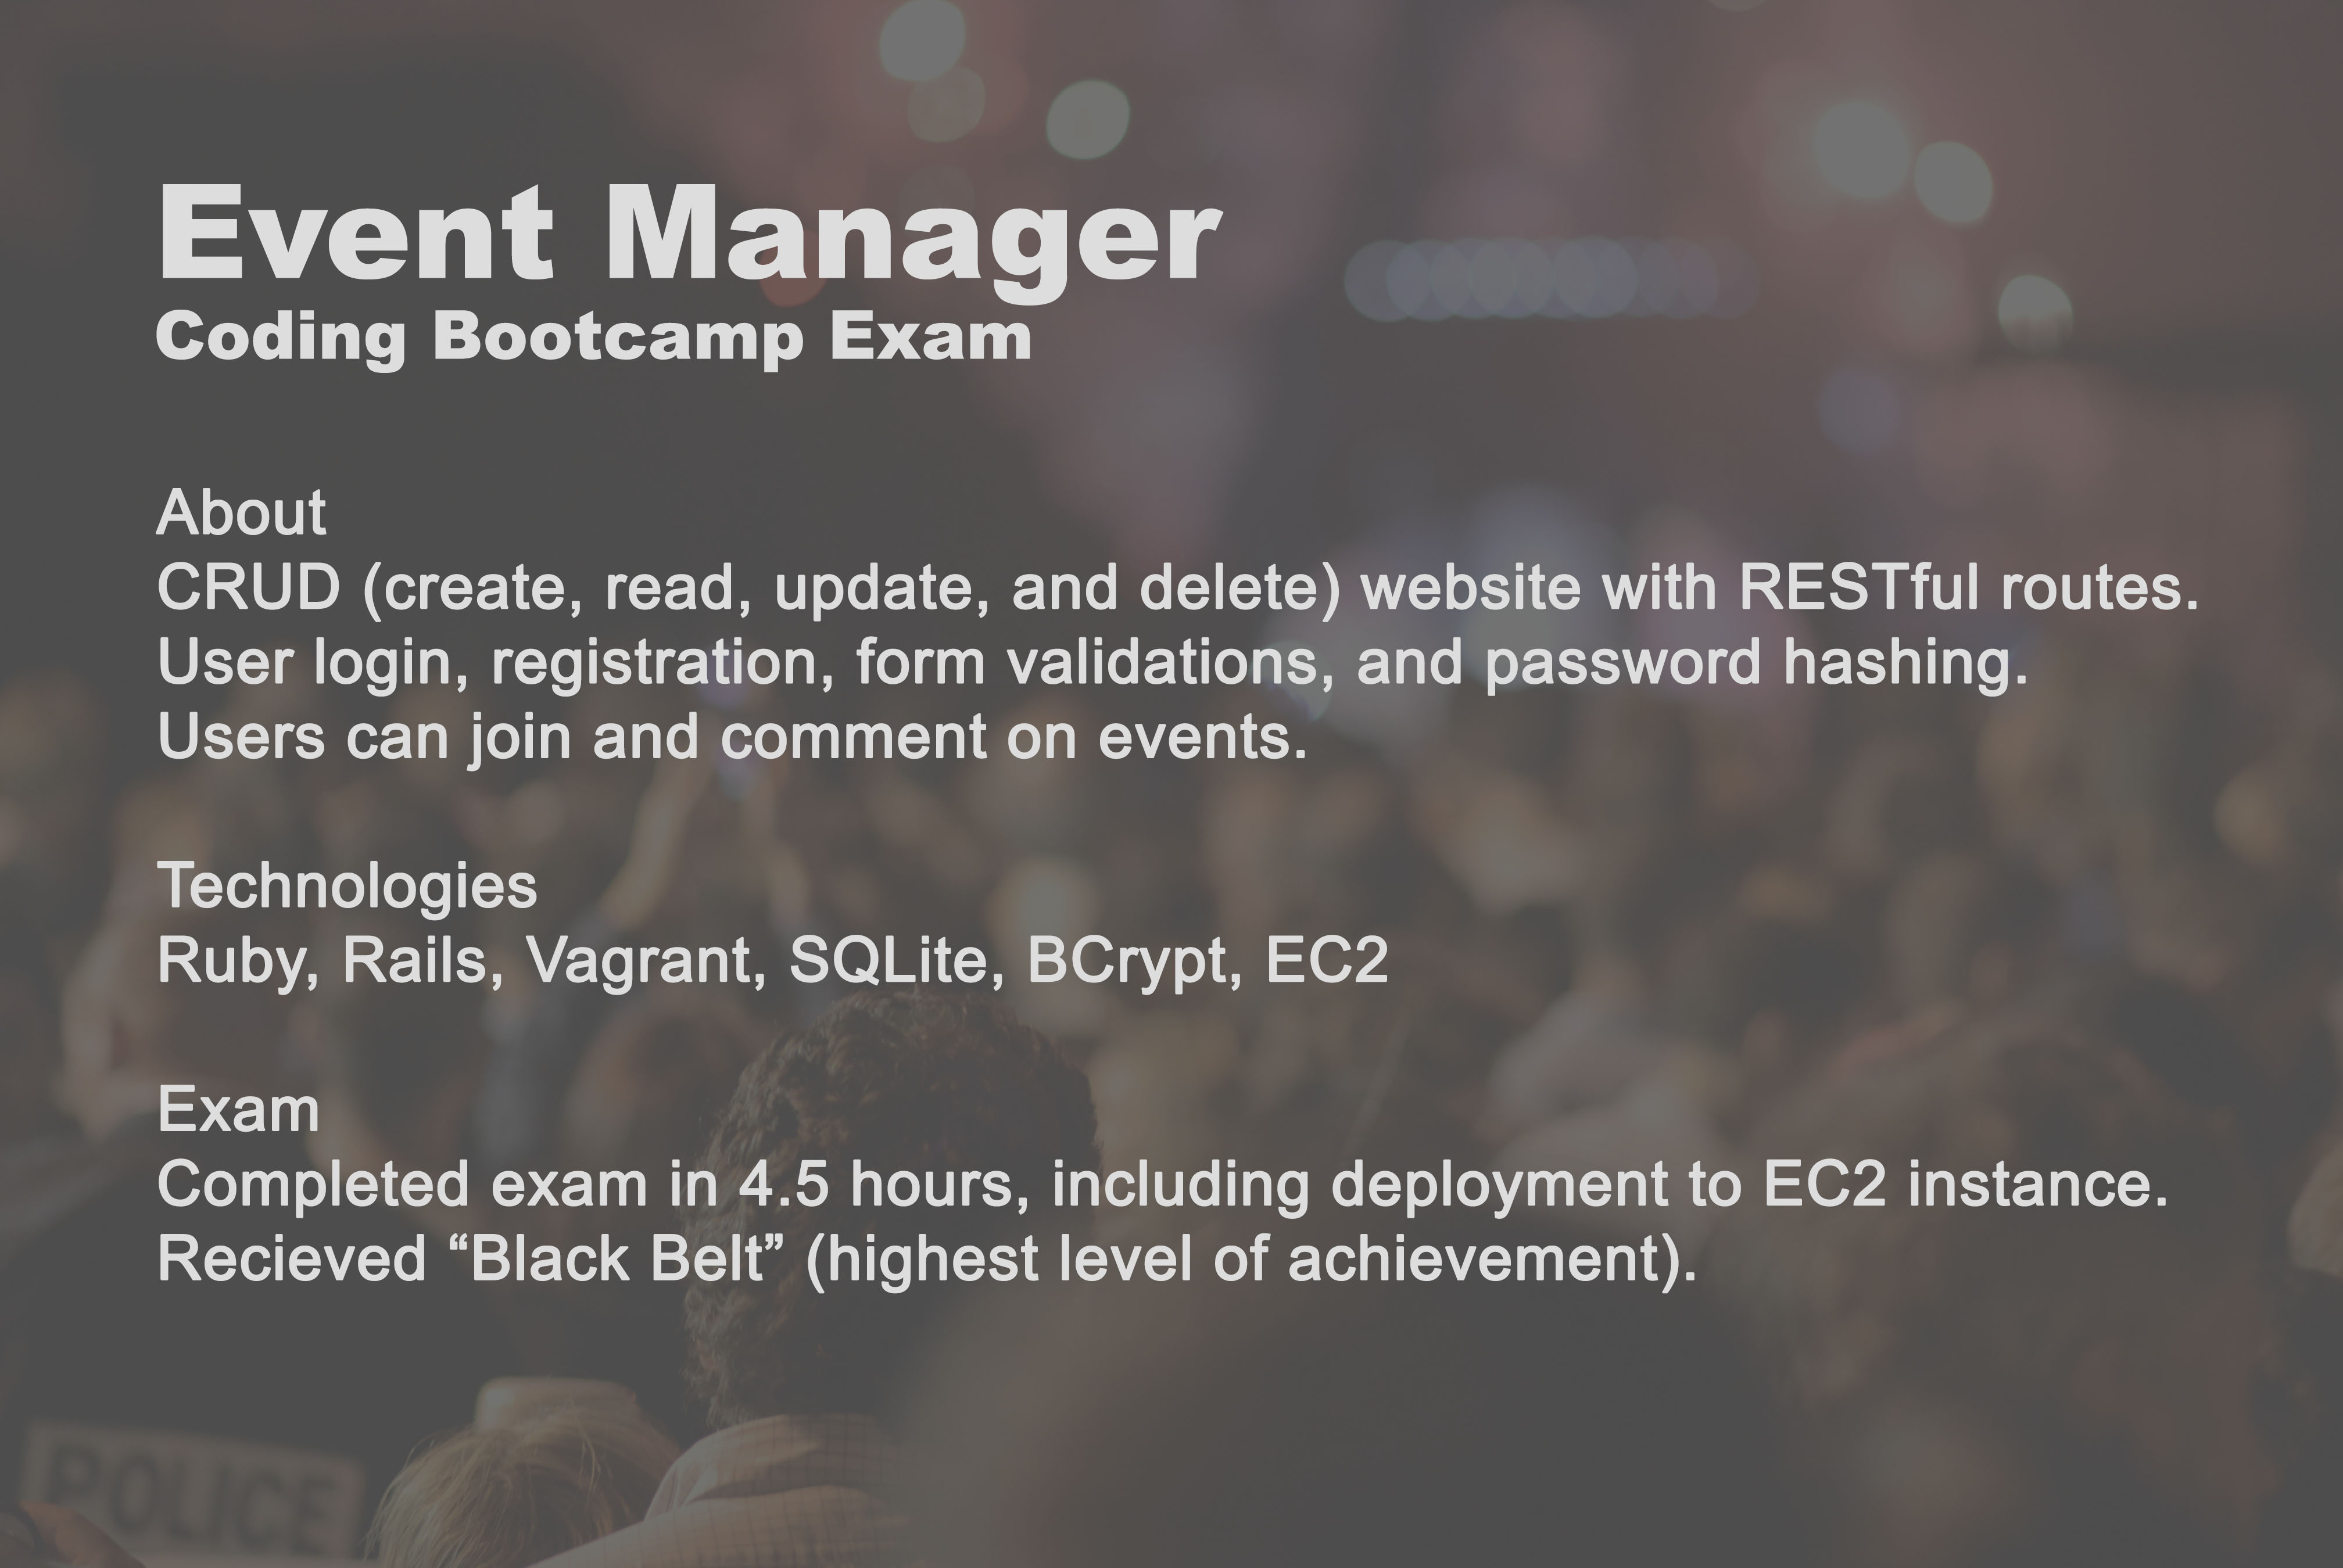 Event Manager
Coding Bootcamp Exam
About
CRUD (create, read, update, and delete) website with RESTful routes.
User login, registration, form validations, and password hashing.
Users can join and comment on events.
Technologies
Ruby, Rails, Vagrant, SQLite, BCrypt, EC2
Exam
Completed exam in 4.5 hours, including deployment to EC2 instance.
Recieved “Black Belt” (highest level of achievement).
POLICE